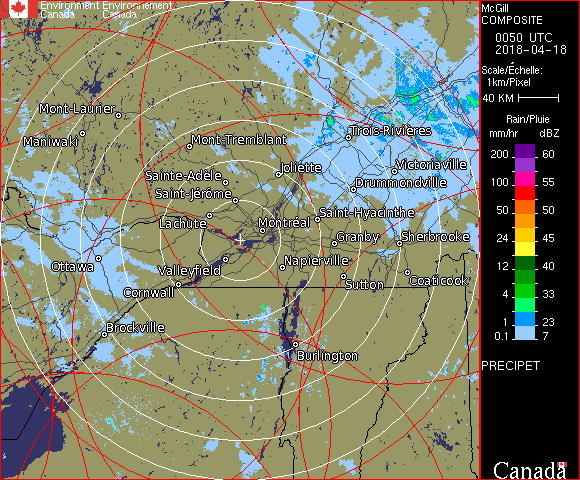 Environment Environnement
Canada Canada
McGill
COMPOSITE
0050 UTC
2018-04-18
Scale/Échelle:
1km/Pixel
40 KM
Rain/Pluie
mm/hr dBZ
200 60
100 55
50 50
24 45
12 40
4 33
1 23
0.1 7
PRECIPET
Canada
Mont-Laurier
Maniwaki
Mont-Tremblant
Trois-Rivières
Joliette
Victoriaville
Sainte-Adèle
Drummondville
Saint-Jérôme
Lachute
Saint-Hyacinthe
Montréal
Granby
Sherbrooke
Ottawa
Valleyfield
Napierville
Cornwall
Sutton
Coaticook
Brockville
Burlington